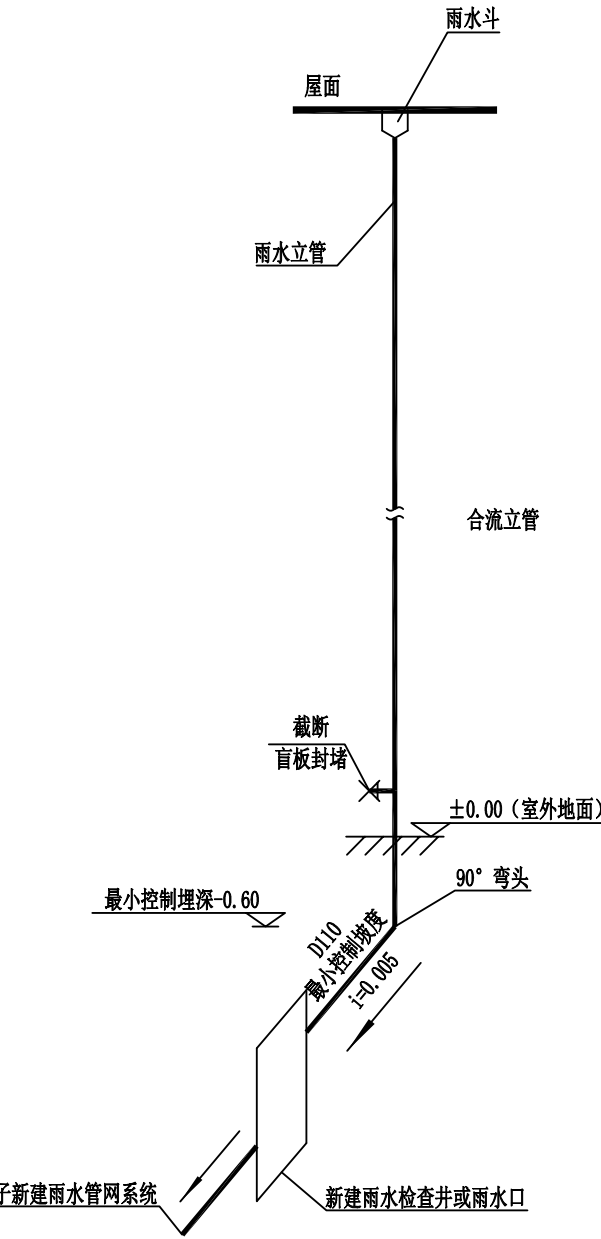 雨水斗
屋面
雨水立管
合流立管
截断
盲板封堵
±0.00（室外地面）
90°弯头
最小控制埋深-0.60
D110
最小控制坡度
i=0.005
子新建雨水管网系统
新建雨水检查井或雨水口